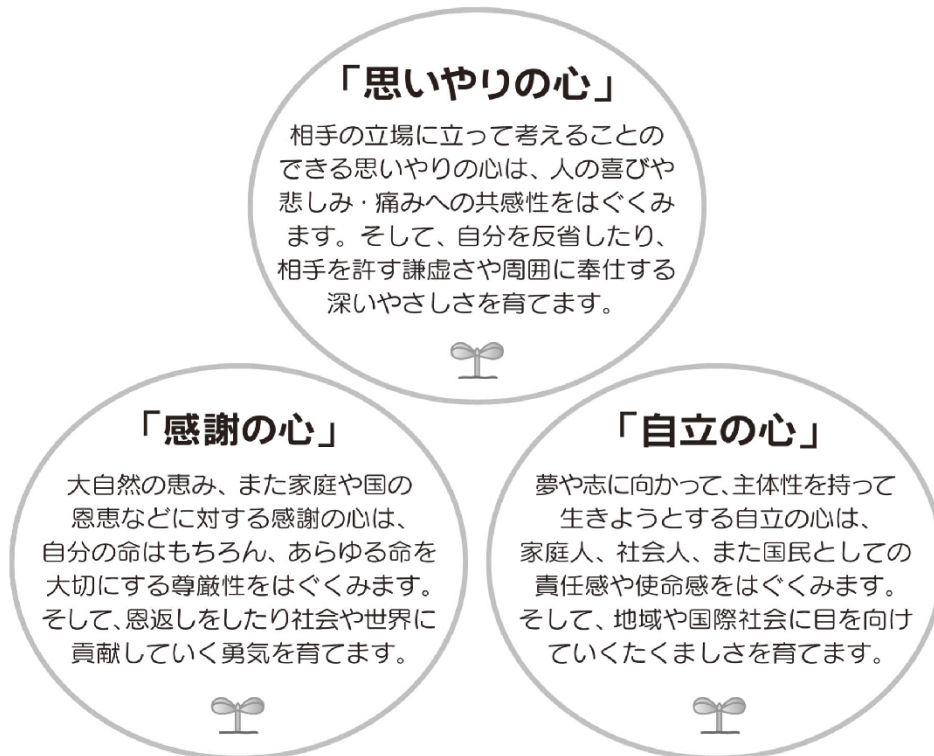 「思いやりの心」
相手の立場に立って考えることの
できる思いやりの心は、人の喜びや
悲しみ・痛みへの共感性をはぐくみ
ます。そして、自分を反省したり、
相手を許す謙虚さや周囲に奉仕する
深いやさしさを育てます。
「感謝の心」
大自然の恵み、また家庭や国の
恩恵などに対する感謝の心は、
自分の命はもちろん、あらゆる命を
大切にする尊厳性をはぐくみます。
そして、恩返しをしたり社会や世界に
貢献していく勇気を育てます。
「自立の心」
夢や志に向かって、主体性を持って
生きようとする自立の心は、
家庭人、社会人、また国民としての
責任感や使命感をはぐくみます。
そして、地域や国際社会に目を向け
ていくたくましさを育てます。